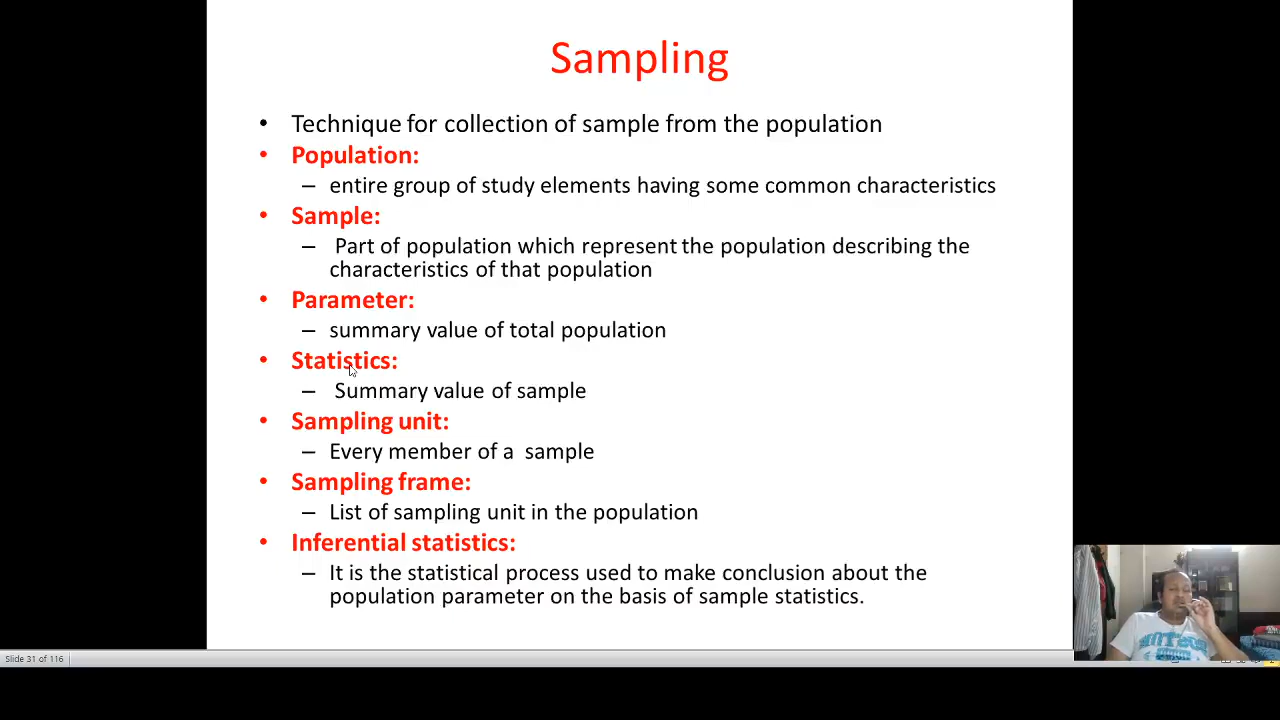 Sampling
• Technique for collection of sample from the population
• Population:
– entire group of study elements having some common characteristics
• Sample:
– Part of population which represent the population describing the
characteristics of that population
• Parameter:
– summary value of total population
• Statistics:
– Summary value of sample
• Sampling unit:
– Every member of a sample
• Sampling frame:
– List of sampling unit in the population
• Inferential statistics:
– It is the statistical process used to make conclusion about the
population parameter on the basis of sample statistics.
Slide 31 of 116